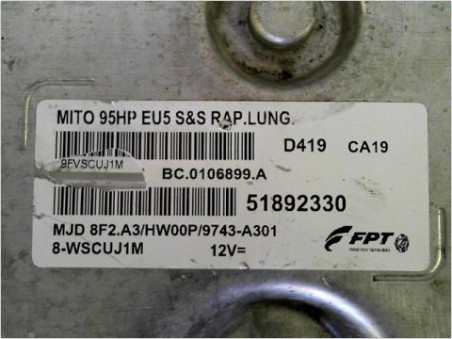 MITO 95HP EU5 S&S RAP.LUNG.
D419 CA19
9FVSCUJ1M
BC.0106899.A
51892330
MJD 8F2.A3/HW00P/9743-A301
8-WSCUJ1M 12V=
FPT